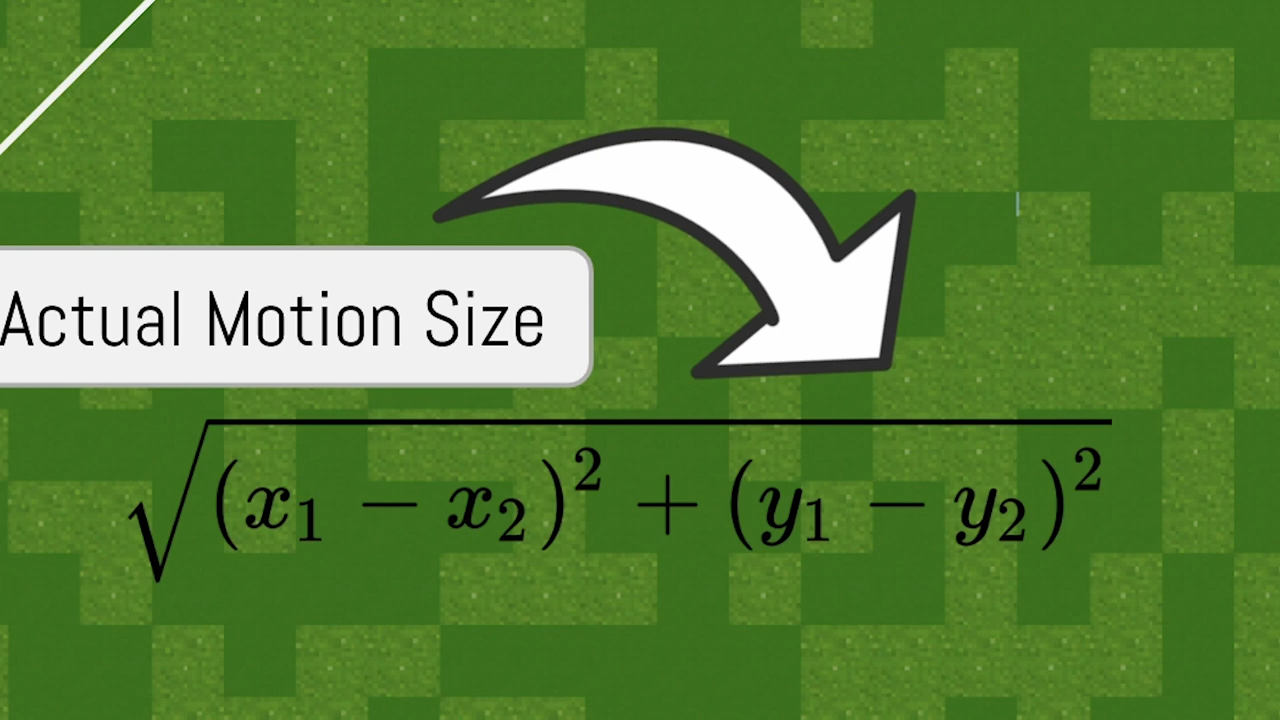 Actual Motion Size
√((x₁ − x₂)² + (y₁ − y₂)²)